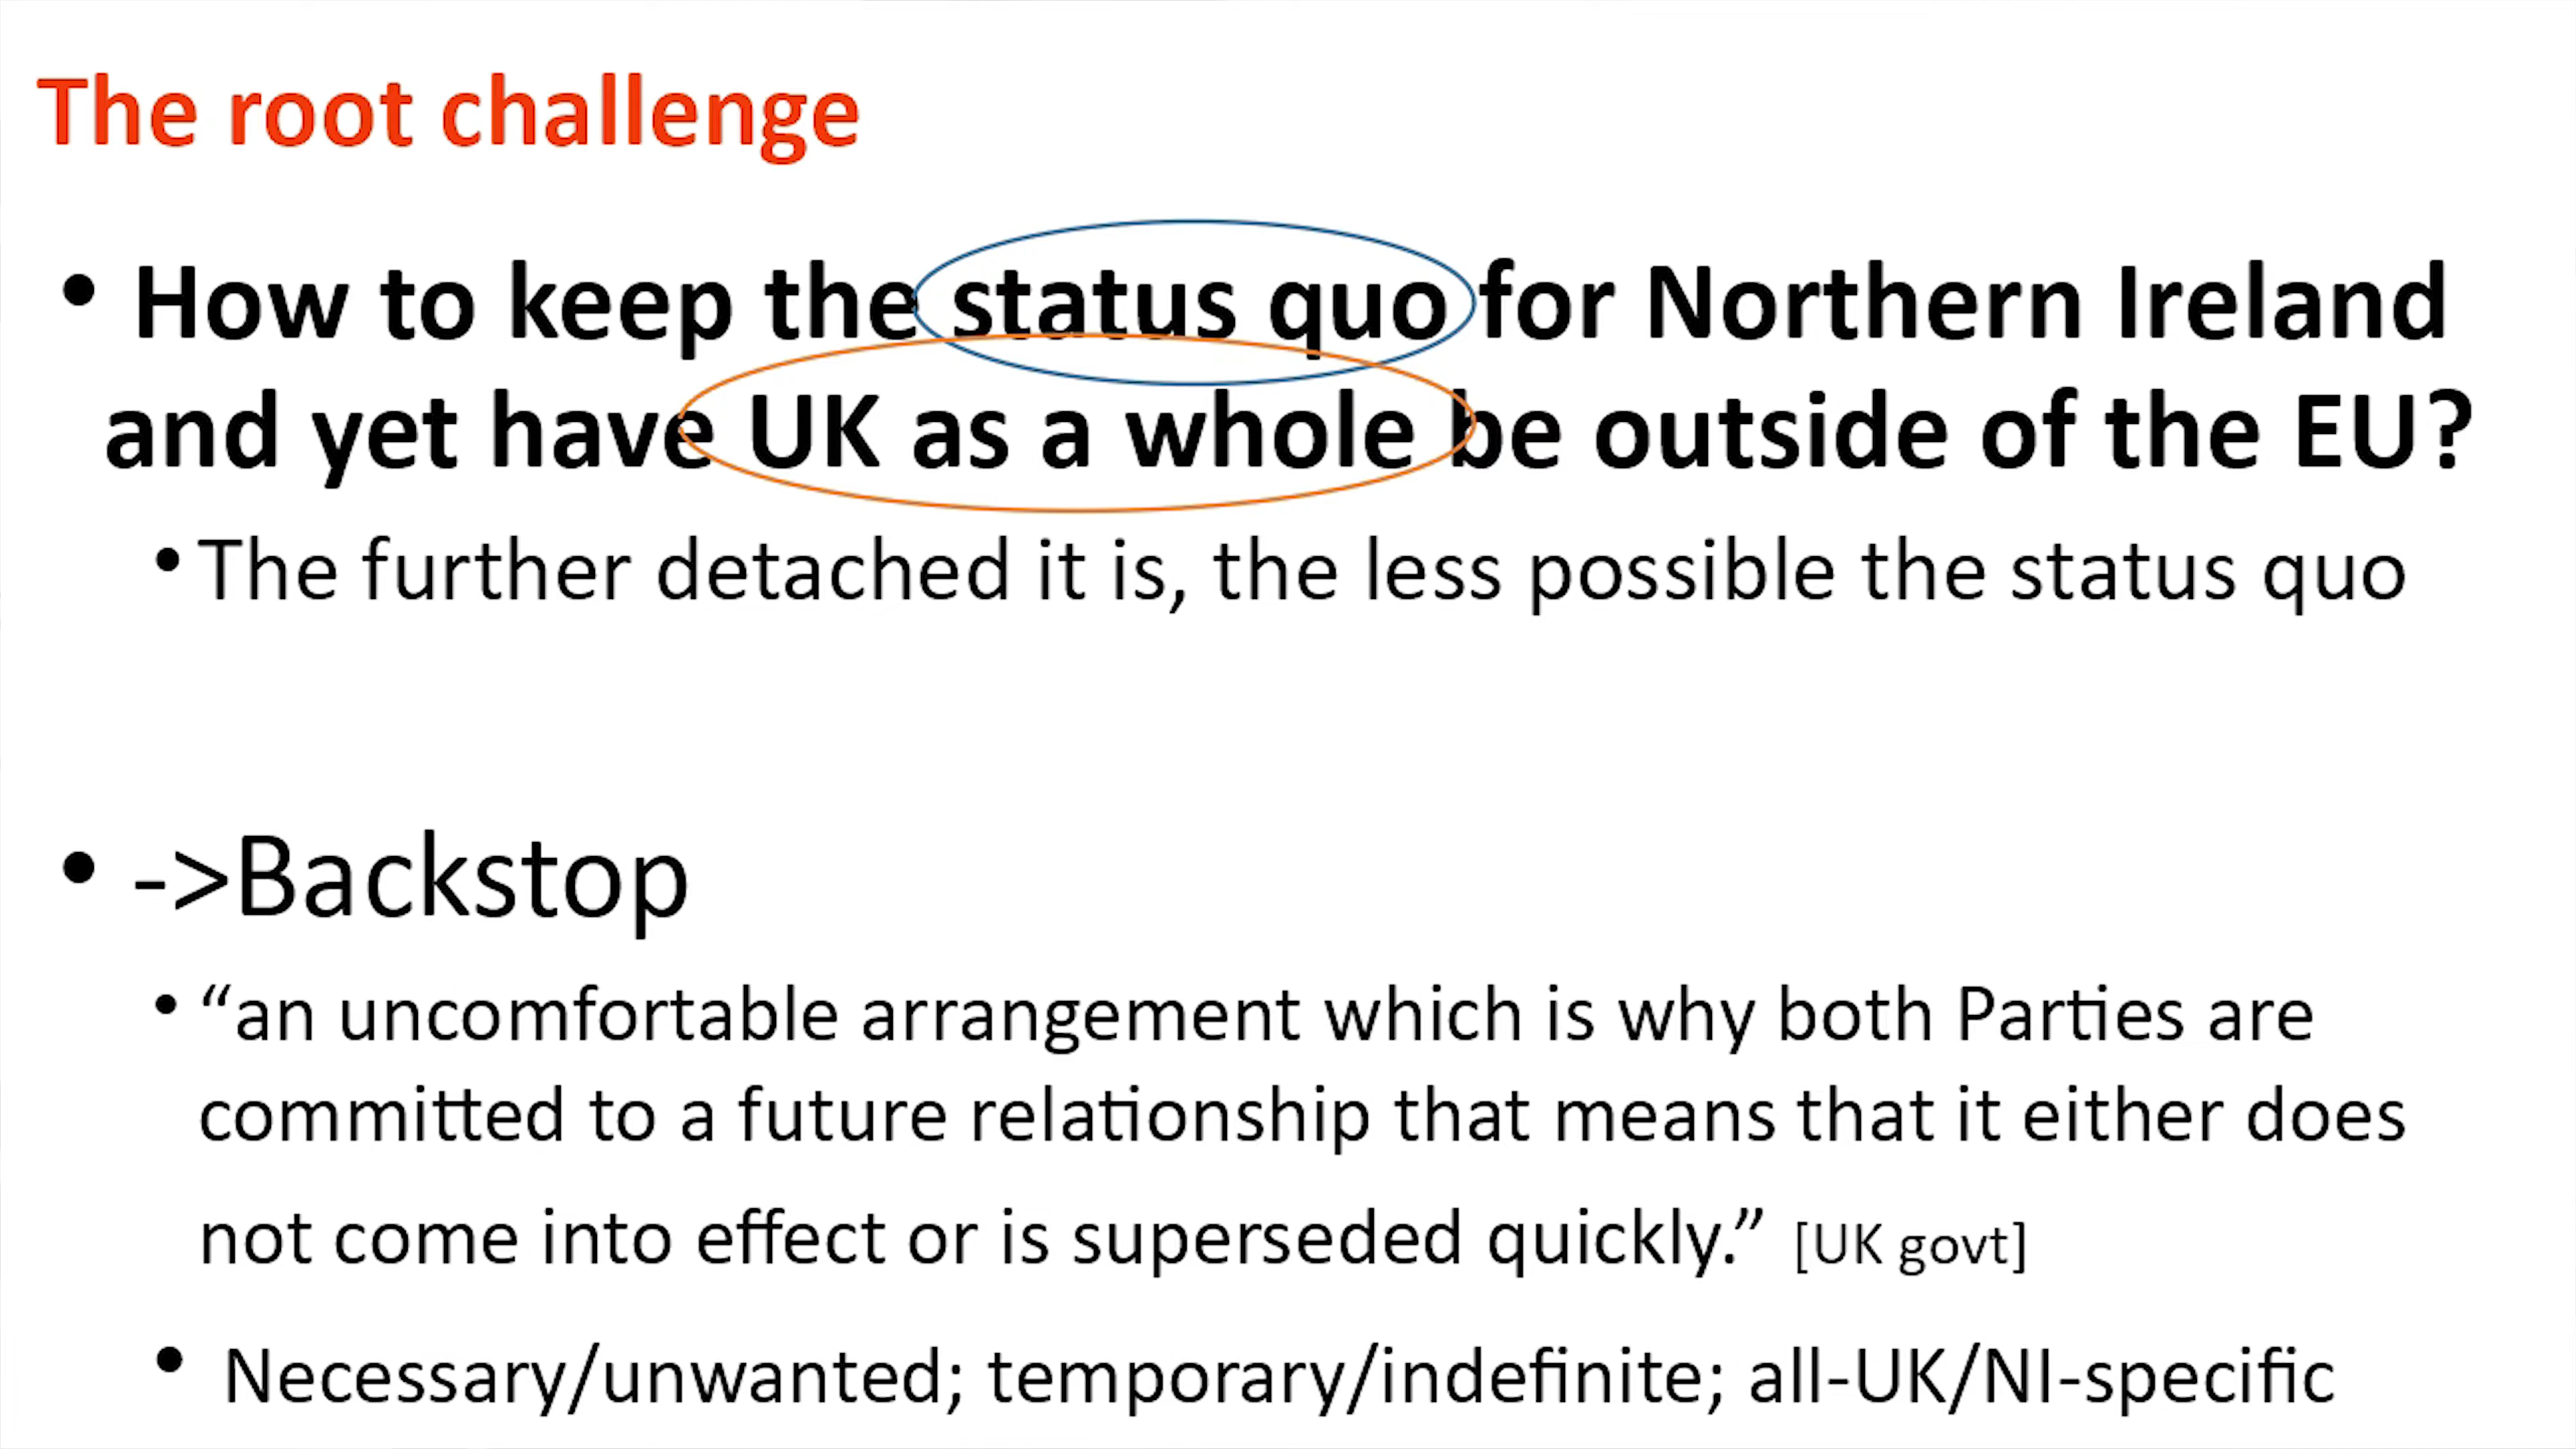 The root challenge
• How to keep the status quo for Northern Ireland
and yet have UK as a whole be outside of the EU?
• The further detached it is, the less possible the status quo
• ->Backstop
• “an uncomfortable arrangement which is why both Parties are
committed to a future relationship that means that it either does
not come into effect or is superseded quickly.” [UK govt]
• Necessary/unwanted; temporary/indefinite; all-UK/NI-specific